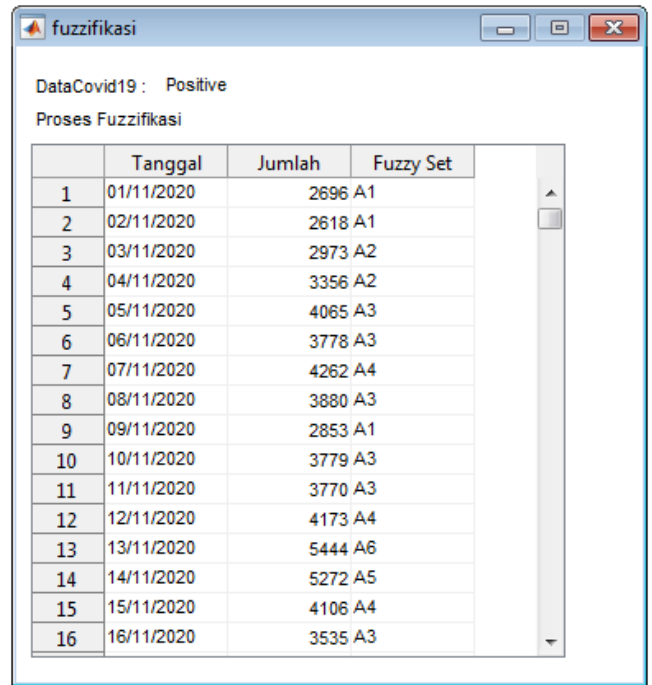 fuzzifikasi
DataCovid19 : Positive
Proses Fuzzifikasi
Tanggal Jumlah Fuzzy Set
1 01/11/2020 2696 A1
2 02/11/2020 2618 A1
3 03/11/2020 2973 A2
4 04/11/2020 3356 A2
5 05/11/2020 4065 A3
6 06/11/2020 3778 A3
7 07/11/2020 4262 A4
8 08/11/2020 3880 A3
9 09/11/2020 2853 A1
10 10/11/2020 3779 A3
11 11/11/2020 3770 A3
12 12/11/2020 4173 A4
13 13/11/2020 5444 A6
14 14/11/2020 5272 A5
15 15/11/2020 4106 A4
16 16/11/2020 3535 A3